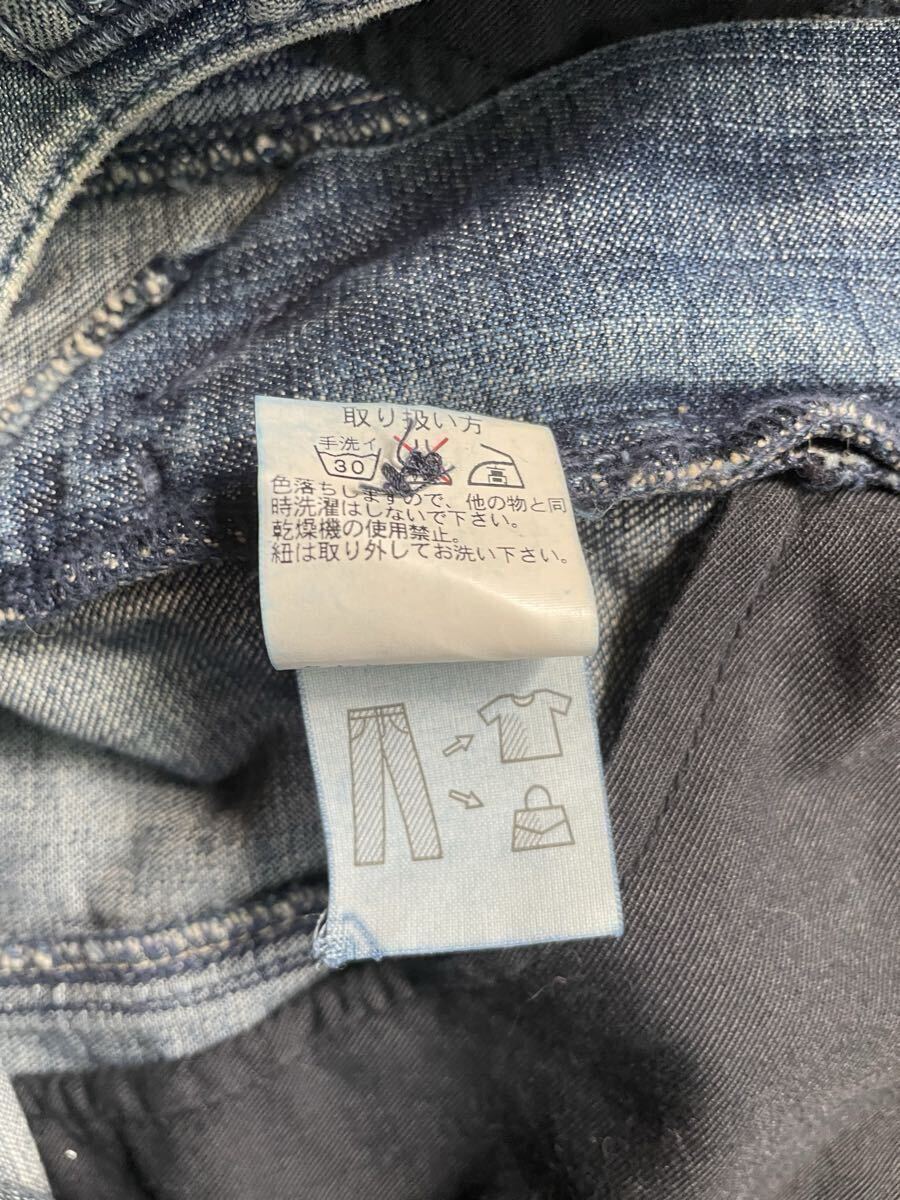 取り扱い方
手洗イ
30
高
色落ちしますので、他の物と同
時洗濯はしないで下さい。
乾燥機の使用禁止。
紐は取り外してお洗い下さい。